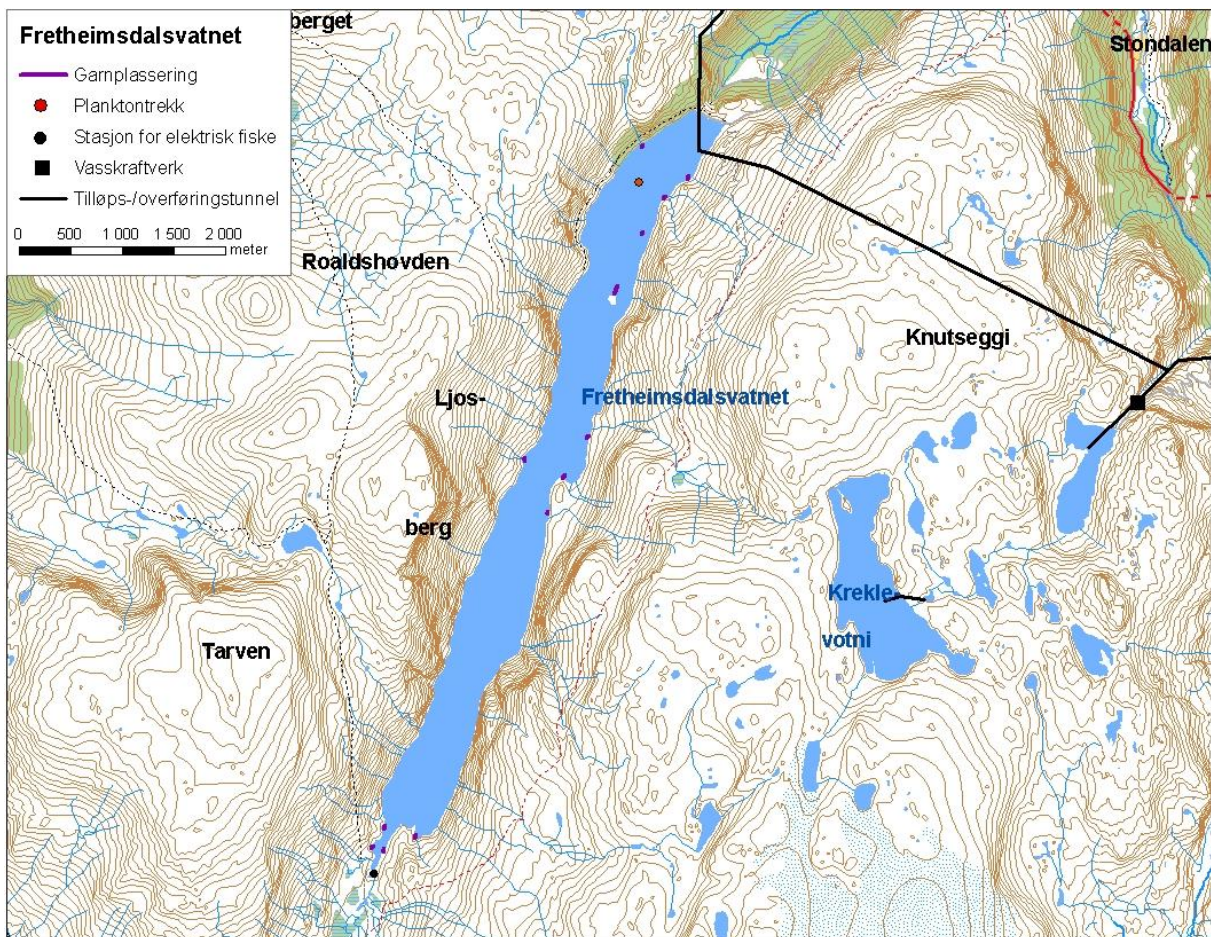 Fretheimsdalsvatnet
Garnplassering
Planktontrekk
Stasjon for elektrisk fiske
Vasskraftverk
Tilløps-/overføringstunnel
0 500 1 000 1 500 2 000
meter
berget
Stondalen
Roaldshovden
Knutseggi
Ljos-
Fretheimsdalsvatnet
berg
Krekle-
votni
Tarven